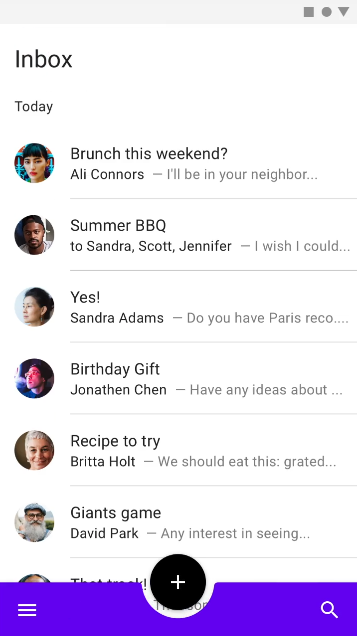 Inbox
Today
Brunch this weekend?
Ali Connors — I'll be in your neighbor...
Summer BBQ
to Sandra, Scott, Jennifer — I wish I could...
Yes!
Sandra Adams — Do you have Paris reco....
Birthday Gift
Jonathen Chen — Have any ideas about ...
Recipe to try
Britta Holt — We should eat this: grated...
Giants game
David Park — Any interest in seeing...
That track!